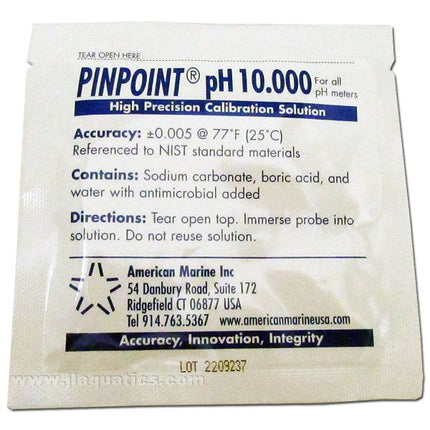 TEAR OPEN HERE
PINPOINT® pH 10.000 For all pH meters
High Precision Calibration Solution
Accuracy: ±0.005 @ 77°F (25°C)
Referenced to NIST standard materials
Contains: Sodium carbonate, boric acid, and
water with antimicrobial added
Directions: Tear open top. Immerse probe into
solution. Do not reuse solution.
American Marine Inc
54 Danbury Road, Suite 172
Ridgefield CT 06877 USA
Tel 914.763.5367 www.americanmarineusa.com
Accuracy, Innovation, Integrity
LOT 2209237
www.jlaquatics.com